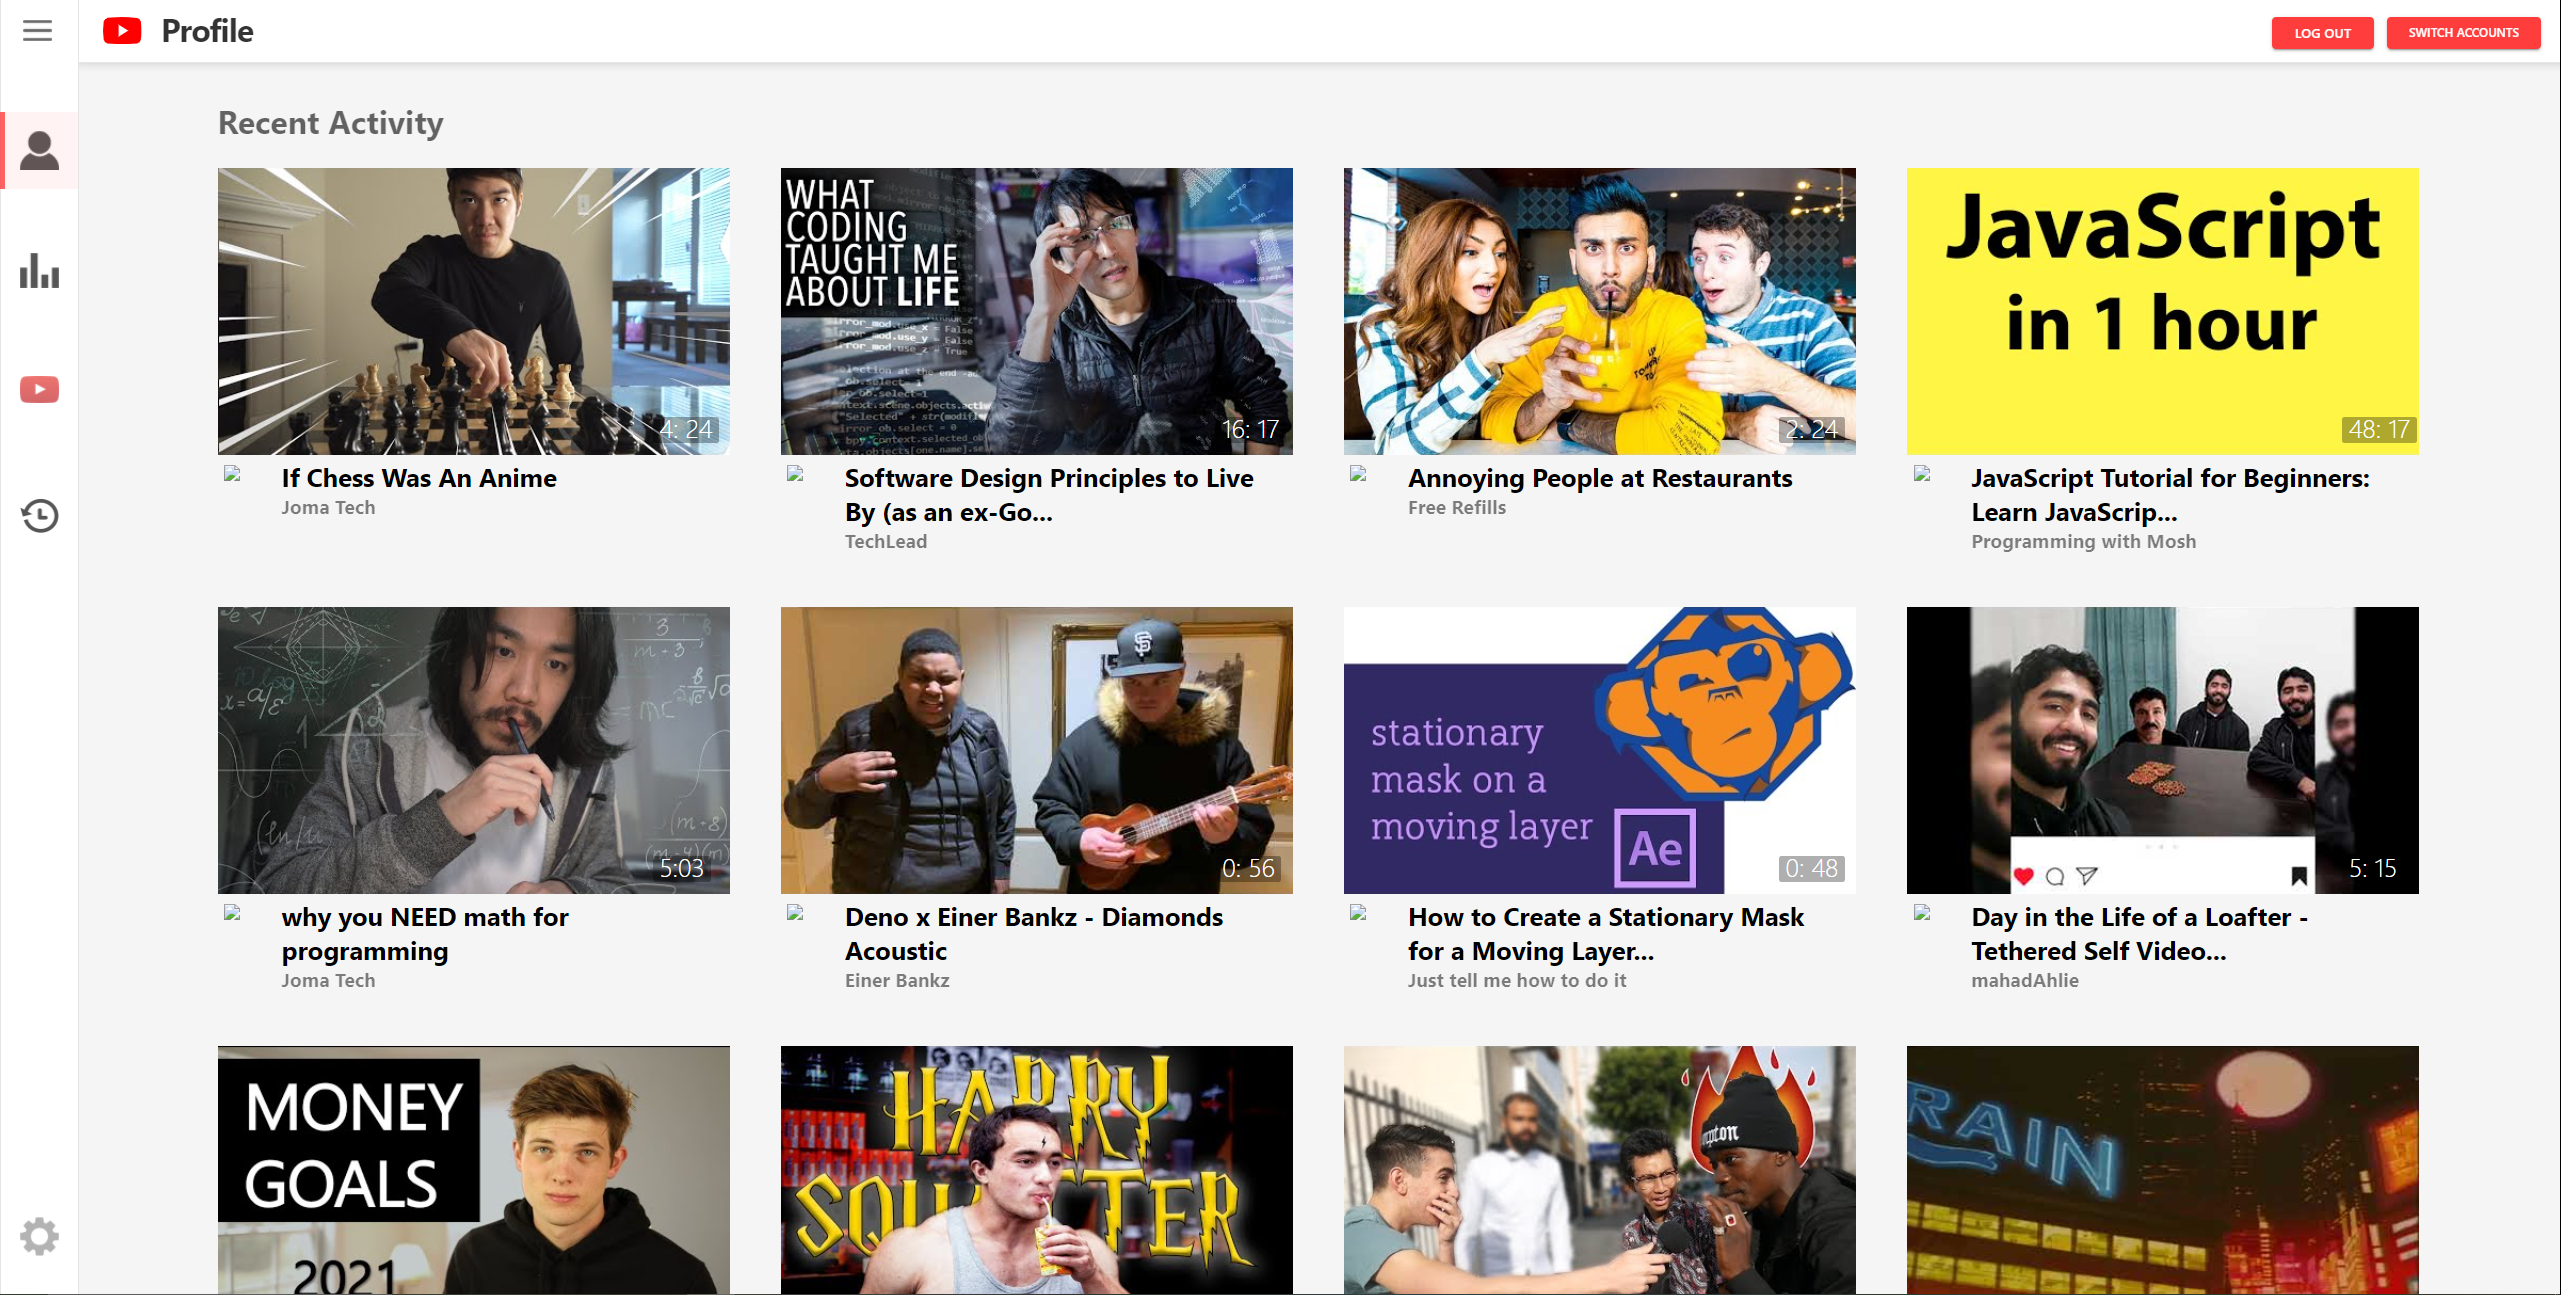 Profile
LOG OUT
SWITCH ACCOUNTS
Recent Activity
WHAT
CODING
TAUGHT ME
ABOUT LIFE
JavaScript
in 1 hour
4: 24
16: 17
2: 24
48: 17
If Chess Was An Anime
Joma Tech
Software Design Principles to Live
By (as an ex-Go...
TechLead
Annoying People at Restaurants
Free Refills
JavaScript Tutorial for Beginners:
Learn JavaScrip...
Programming with Mosh
stationary
mask on a
moving layer
Ae
5:03
0: 56
0: 48
5: 15
why you NEED math for
programming
Joma Tech
Deno x Einer Bankz - Diamonds
Acoustic
Einer Bankz
How to Create a Stationary Mask
for a Moving Layer...
Just tell me how to do it
Day in the Life of a Loafter -
Tethered Self Video...
mahadAhlie
MONEY
GOALS
2021
HARRY
SQUATTER
RAIN